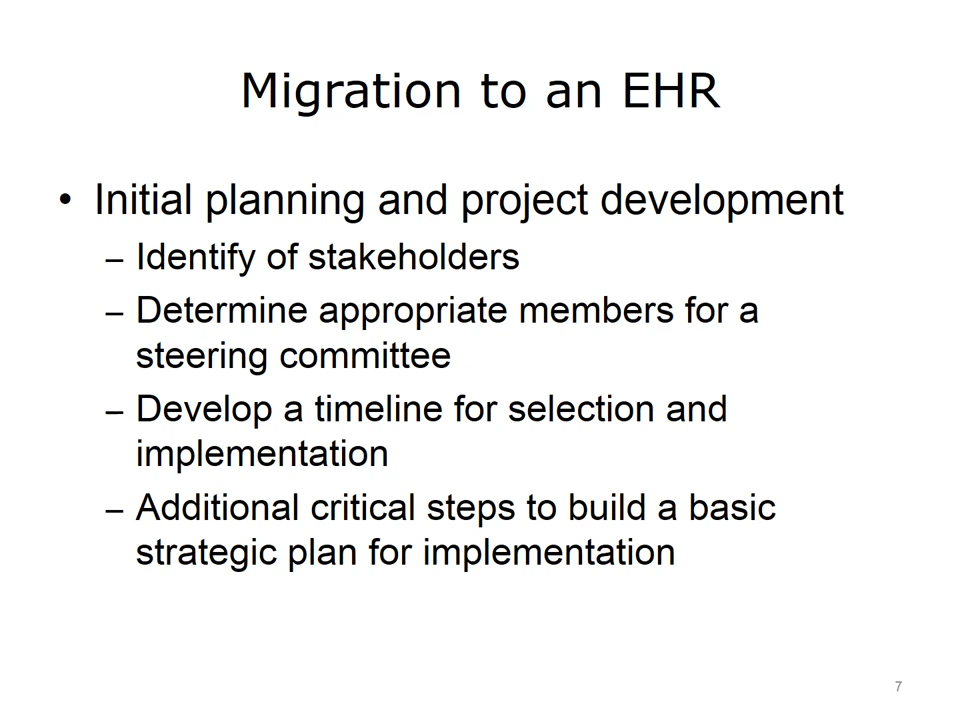 Migration to an EHR
• Initial planning and project development
– Identify of stakeholders
– Determine appropriate members for a
steering committee
– Develop a timeline for selection and
implementation
– Additional critical steps to build a basic
strategic plan for implementation
7